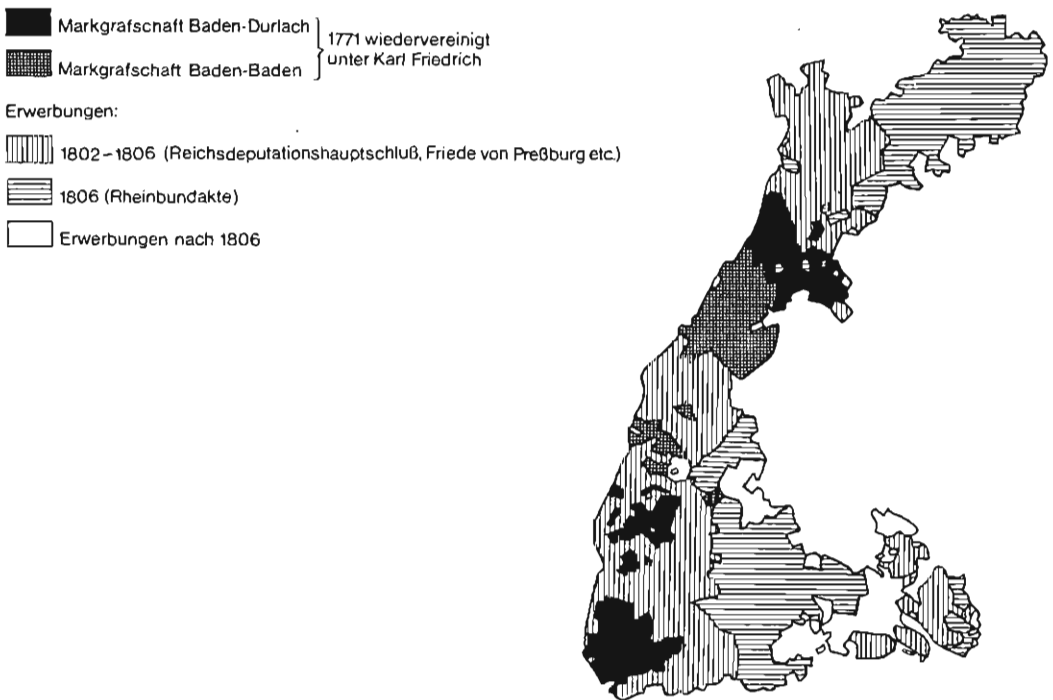 Markgrafschaft Baden-Durlach
Markgrafschaft Baden-Baden
1771 wiedervereinigt
unter Karl Friedrich
Erwerbungen:
1802-1806 (Reichsdeputationshauptschluß, Friede von Preßburg etc.)
1806 (Rheinbundakte)
Erwerbungen nach 1806